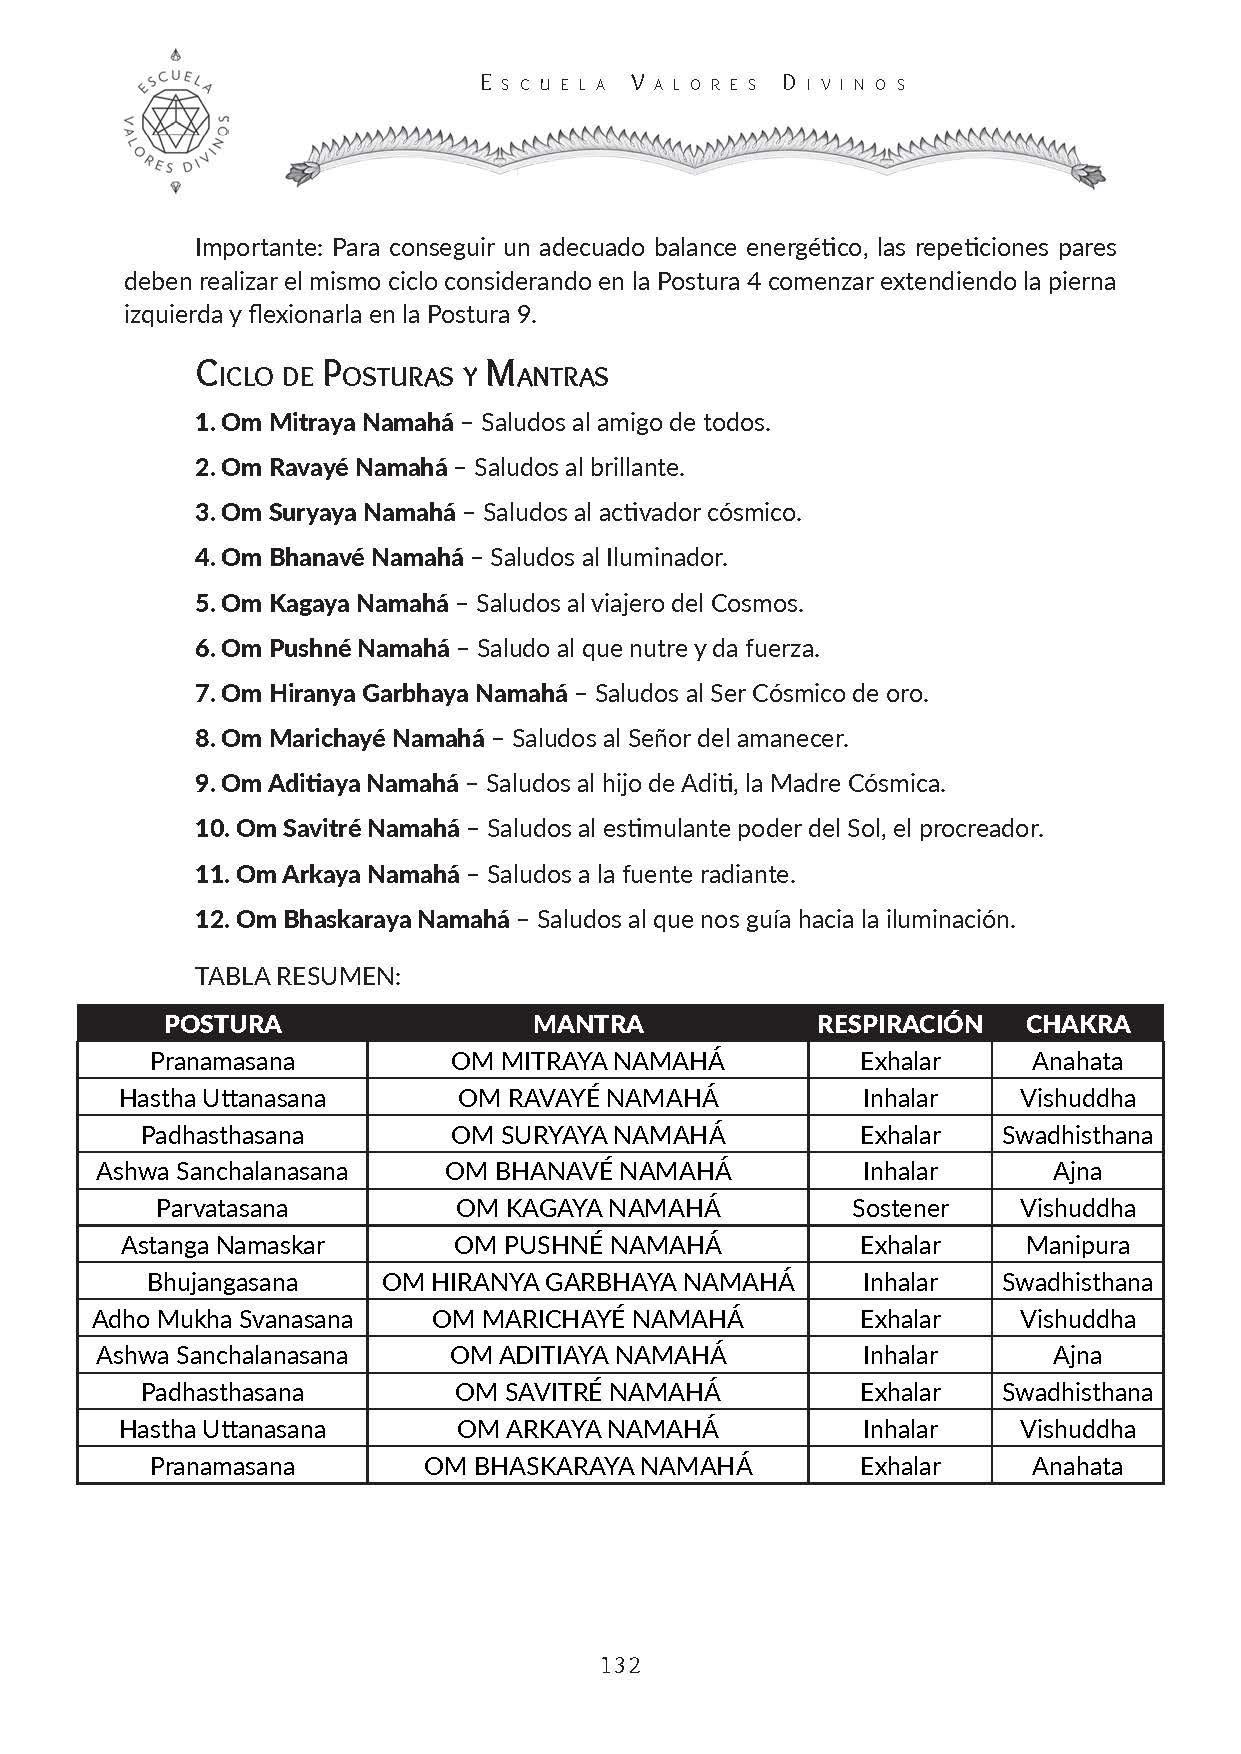 ESCUELA VALORES DIVINOS
ESCUELA VALORES DIVINOS
Importante: Para conseguir un adecuado balance energético, las repeticiones pares
deben realizar el mismo ciclo considerando en la Postura 4 comenzar extendiendo la pierna
izquierda y flexionarla en la Postura 9.
CICLO DE POSTURAS Y MANTRAS
1. Om Mitraya Namahá – Saludos al amigo de todos.
2. Om Ravayé Namahá – Saludos al brillante.
3. Om Suryaya Namahá – Saludos al activador cósmico.
4. Om Bhanavé Namahá – Saludos al Iluminador.
5. Om Kagaya Namahá – Saludos al viajero del Cosmos.
6. Om Pushné Namahá – Saludo al que nutre y da fuerza.
7. Om Hiranya Garbhaya Namahá – Saludos al Ser Cósmico de oro.
8. Om Marichayé Namahá – Saludos al Señor del amanecer.
9. Om Aditiaya Namahá – Saludos al hijo de Aditi, la Madre Cósmica.
10. Om Savitré Namahá – Saludos al estimulante poder del Sol, el procreador.
11. Om Arkaya Namahá – Saludos a la fuente radiante.
12. Om Bhaskaraya Namahá – Saludos al que nos guía hacia la iluminación.
TABLA RESUMEN:
POSTURA MANTRA RESPIRACIÓN CHAKRA
Pranamasana OM MITRAYA NAMAHÁ Exhalar Anahata
Hastha Uttanasana OM RAVAYÉ NAMAHÁ Inhalar Vishuddha
Padhasthasana OM SURYAYA NAMAHÁ Exhalar Swadhisthana
Ashwa Sanchalanasana OM BHANAVÉ NAMAHÁ Inhalar Ajna
Parvatasana OM KAGAYA NAMAHÁ Sostener Vishuddha
Astanga Namaskar OM PUSHNÉ NAMAHÁ Exhalar Manipura
Bhujangasana OM HIRANYA GARBHAYA NAMAHÁ Inhalar Swadhisthana
Adho Mukha Svanasana OM MARICHAYÉ NAMAHÁ Exhalar Vishuddha
Ashwa Sanchalanasana OM ADITIAYA NAMAHÁ Inhalar Ajna
Padhasthasana OM SAVITRÉ NAMAHÁ Exhalar Swadhisthana
Hastha Uttanasana OM ARKAYA NAMAHÁ Inhalar Vishuddha
Pranamasana OM BHASKARAYA NAMAHÁ Exhalar Anahata
132